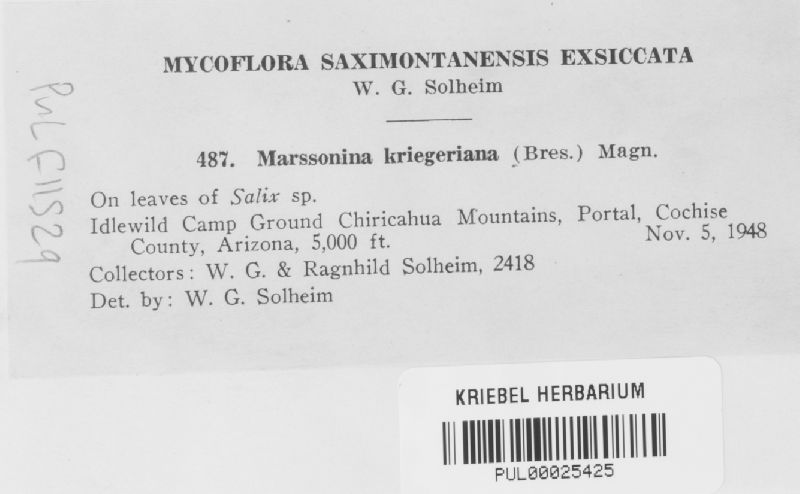 MYCOFLORA SAXIMONTANENSIS EXSICCATA
W. G. Solheim
487. Marssonina kriegeriana (Bres.) Magn.
On leaves of Salix sp.
Idlewild Camp Ground Chiricahua Mountains, Portal, Cochise
County, Arizona, 5,000 ft.
Nov. 5, 1948
Collectors: W. G. & Ragnhild Solheim, 2418
Det. by: W. G. Solheim
PUL F11529
KRIEBEL HERBARIUM
PUL00025425